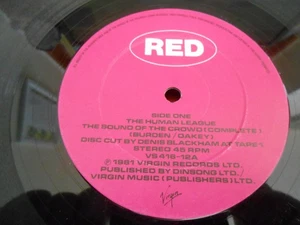 RED
SIDE ONE
THE HUMAN LEAGUE
THE SOUND OF THE CROWD (COMPLETE)
(BURDEN / OAKEY)
DISC CUT BY DENIS BLACKHAM AT TAPE 1
STEREO 45 RPM
VS416-12A
℗ 1981 VIRGIN RECORDS LTD.
PUBLISHED BY DINSONG LTD./
VIRGIN MUSIC (PUBLISHERS) LTD.
Virgin